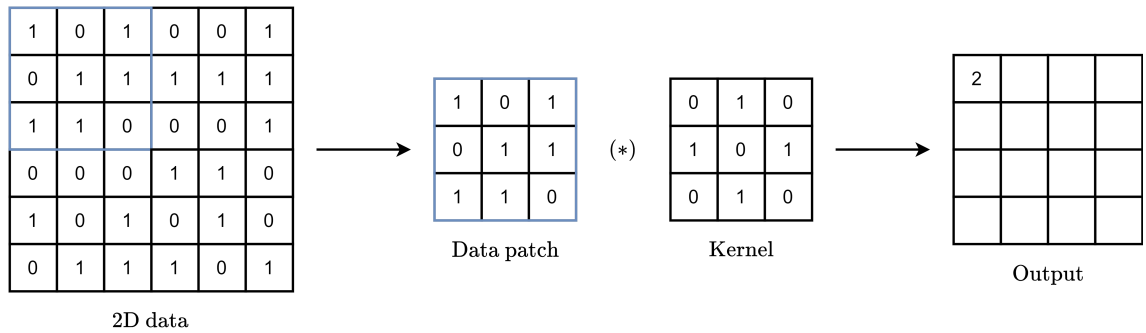 1 0 1 0 0 1
0 1 1 1 1 1
1 1 0 0 0 1
0 0 0 1 1 0
1 0 1 0 1 0
0 1 1 1 0 1
2D data
1 0 1
0 1 1
1 1 0
Data patch
(*)
0 1 0
1 0 1
0 1 0
Kernel
2
Output